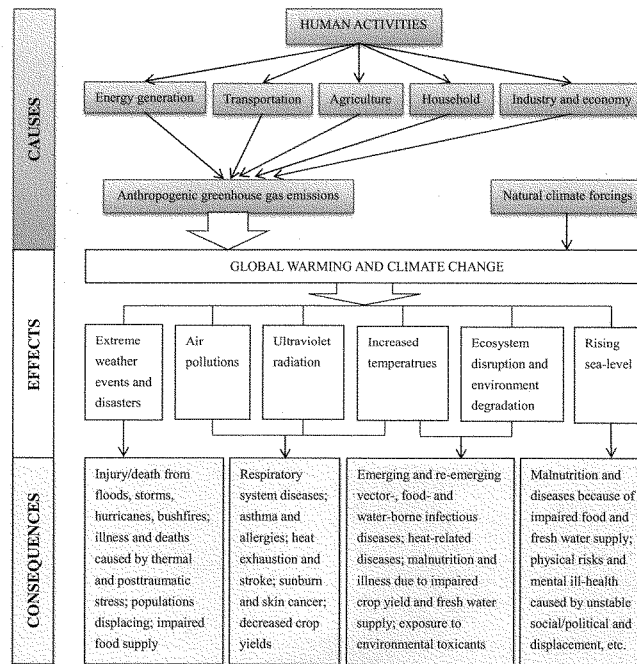 CAUSES
HUMAN ACTIVITIES
Energy generation
Transportation
Agriculture
Household
Industry and economy
Anthropogenic greenhouse gas emissions
Natural climate forcings
EFFECTS
GLOBAL WARMING AND CLIMATE CHANGE
Extreme
weather
events and
disasters
Air
pollutions
Ultraviolet
radiation
Increased
temperatrues
Ecosystem
disruption and
environment
degradation
Rising
sea-level
CONSEQUENCES
Injury/death from
floods, storms,
hurricanes, bushfires;
illness and deaths
caused by thermal
and posttraumatic
stress; populations
displacing; impaired
food supply
Respiratory
system diseases;
asthma and
allergies; heat
exhaustion and
stroke; sunburn
and skin cancer;
decreased crop
yields
Emerging and re-emerging
vector-, food- and
water-borne infectious
diseases; heat-related
diseases; malnutrition and
illness due to impaired
crop yield and fresh water
supply; exposure to
environmental toxicants
Malnutrition and
diseases because of
impaired food and
fresh water supply;
physical risks and
mental ill-health
caused by unstable
social/political and
displacement, etc.